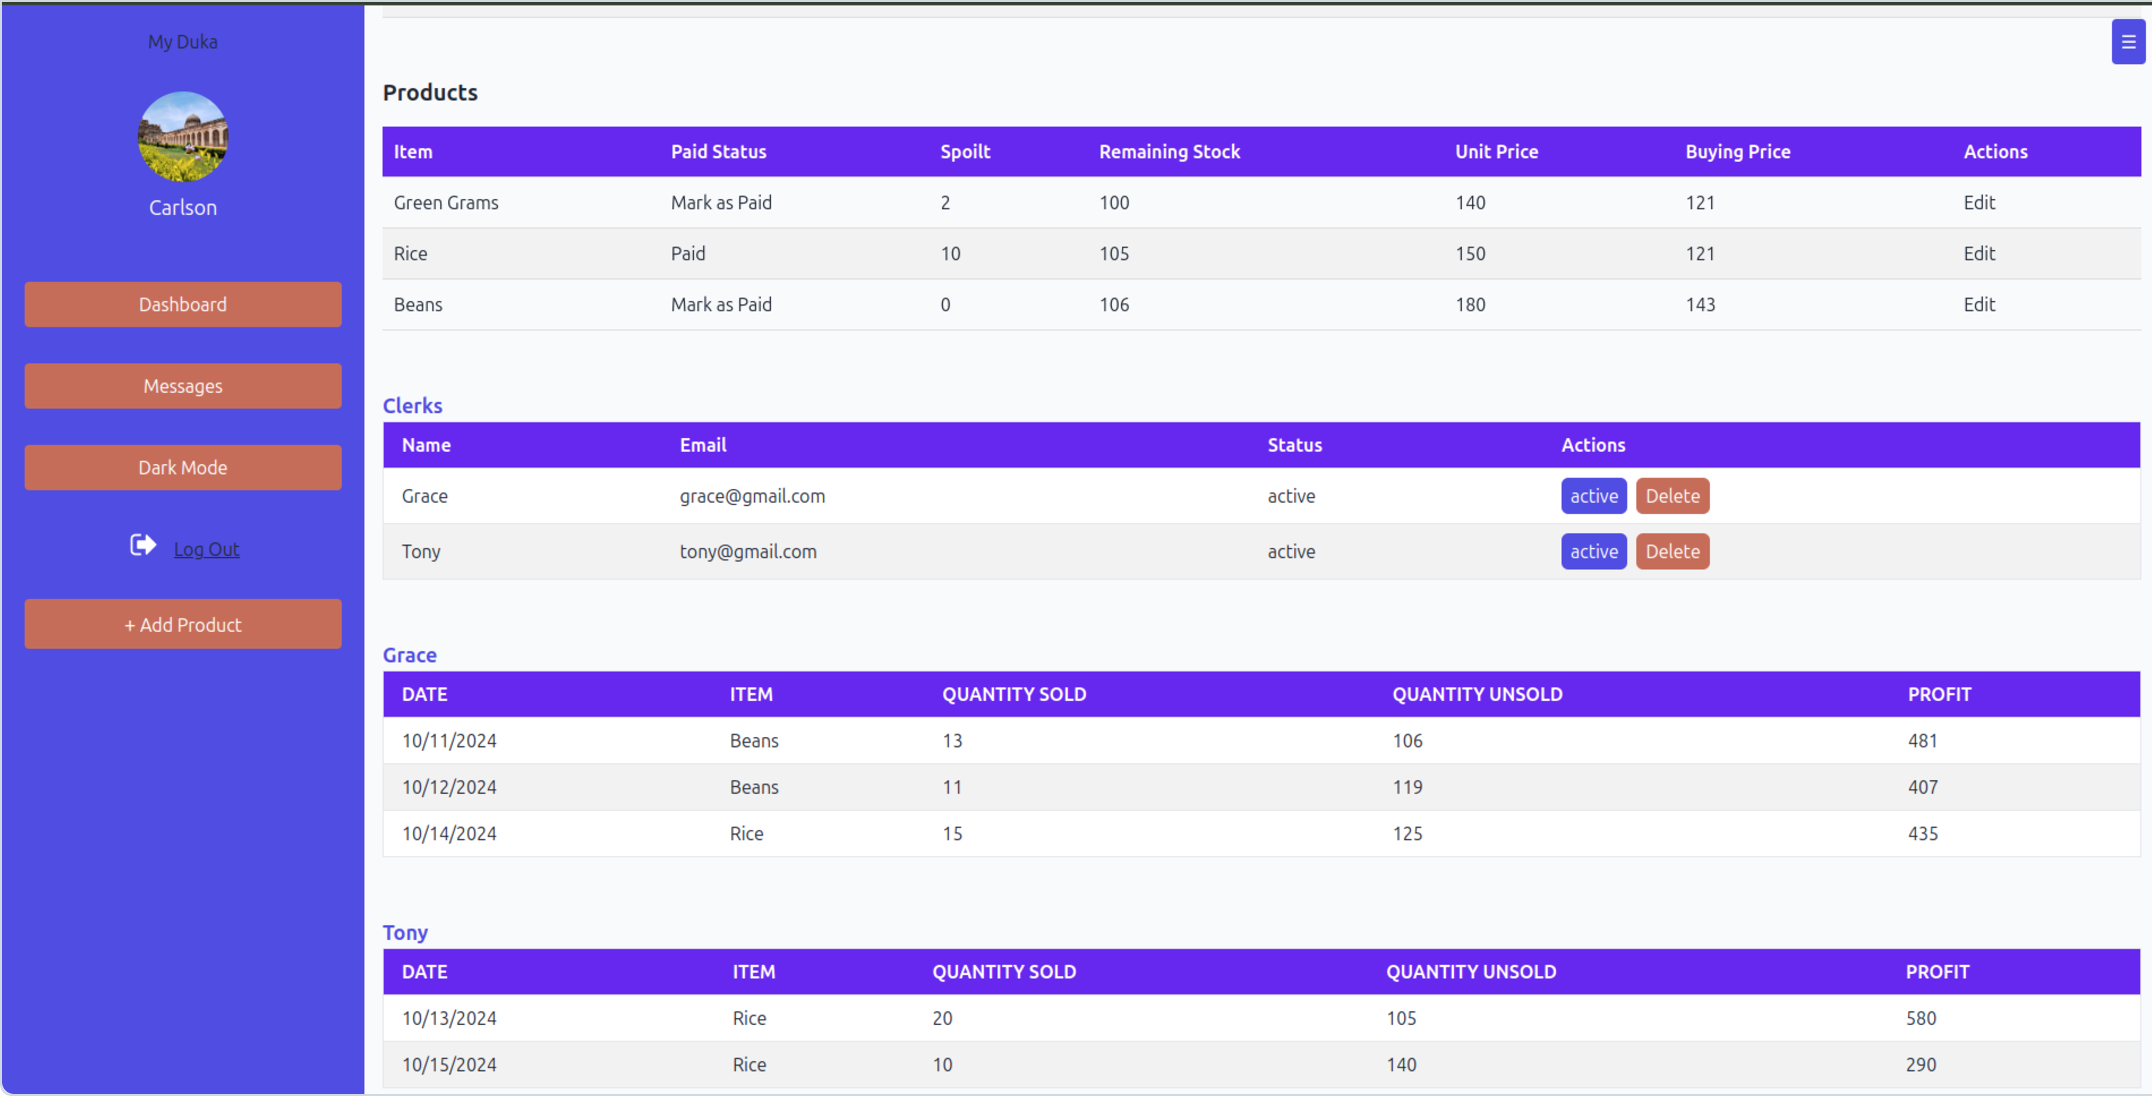 My Duka
Carlson
Dashboard
Messages
Dark Mode
Log Out
+ Add Product
☰
Products
Item Paid Status Spoilt Remaining Stock Unit Price Buying Price Actions
Green Grams Mark as Paid 2 100 140 121 Edit
Rice Paid 10 105 150 121 Edit
Beans Mark as Paid 0 106 180 143 Edit
Clerks
Name Email Status Actions
Grace grace@gmail.com active active Delete
Tony tony@gmail.com active active Delete
Grace
DATE ITEM QUANTITY SOLD QUANTITY UNSOLD PROFIT
10/11/2024 Beans 13 106 481
10/12/2024 Beans 11 119 407
10/14/2024 Rice 15 125 435
Tony
DATE ITEM QUANTITY SOLD QUANTITY UNSOLD PROFIT
10/13/2024 Rice 20 105 580
10/15/2024 Rice 10 140 290